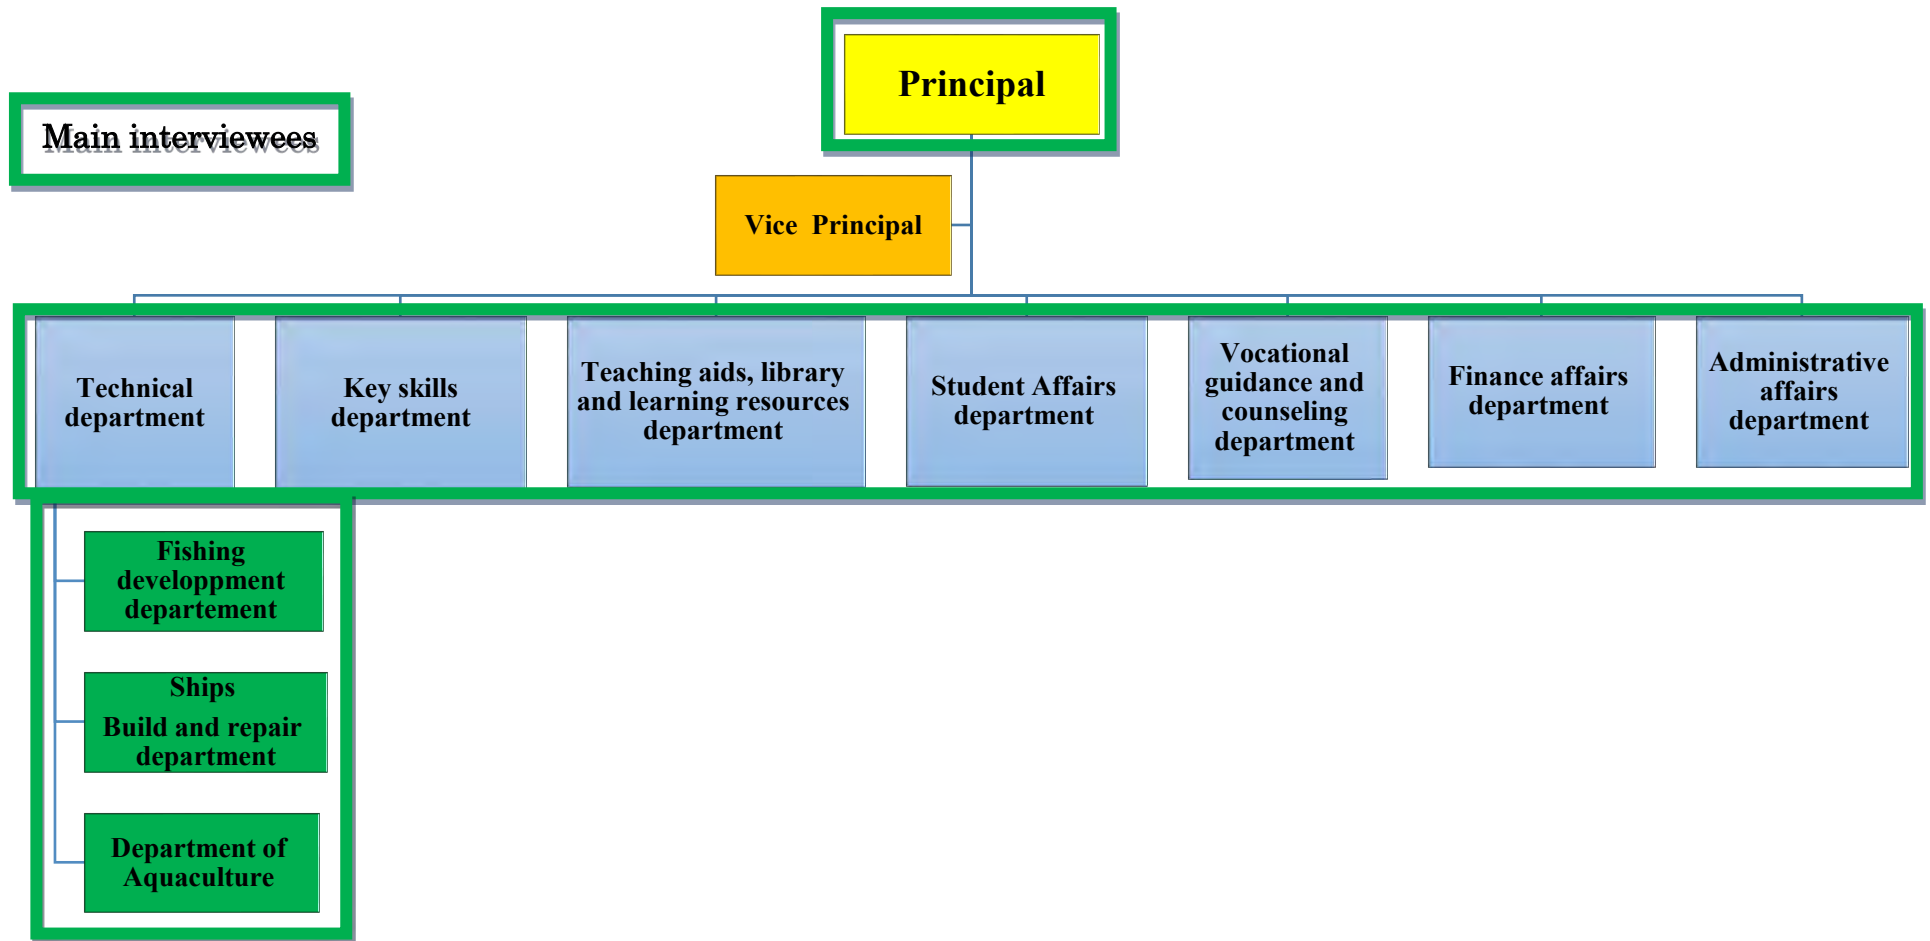 Principal
Main interviewees
Vice Principal
Technical
department
Key skills
department
Teaching aids, library
and learning resources
department
Student Affairs
department
Vocational
guidance and
counseling
department
Finance affairs
department
Administrative
affairs
department
Fishing
developpment
departement
Ships
Build and repair
department
Department of
Aquaculture